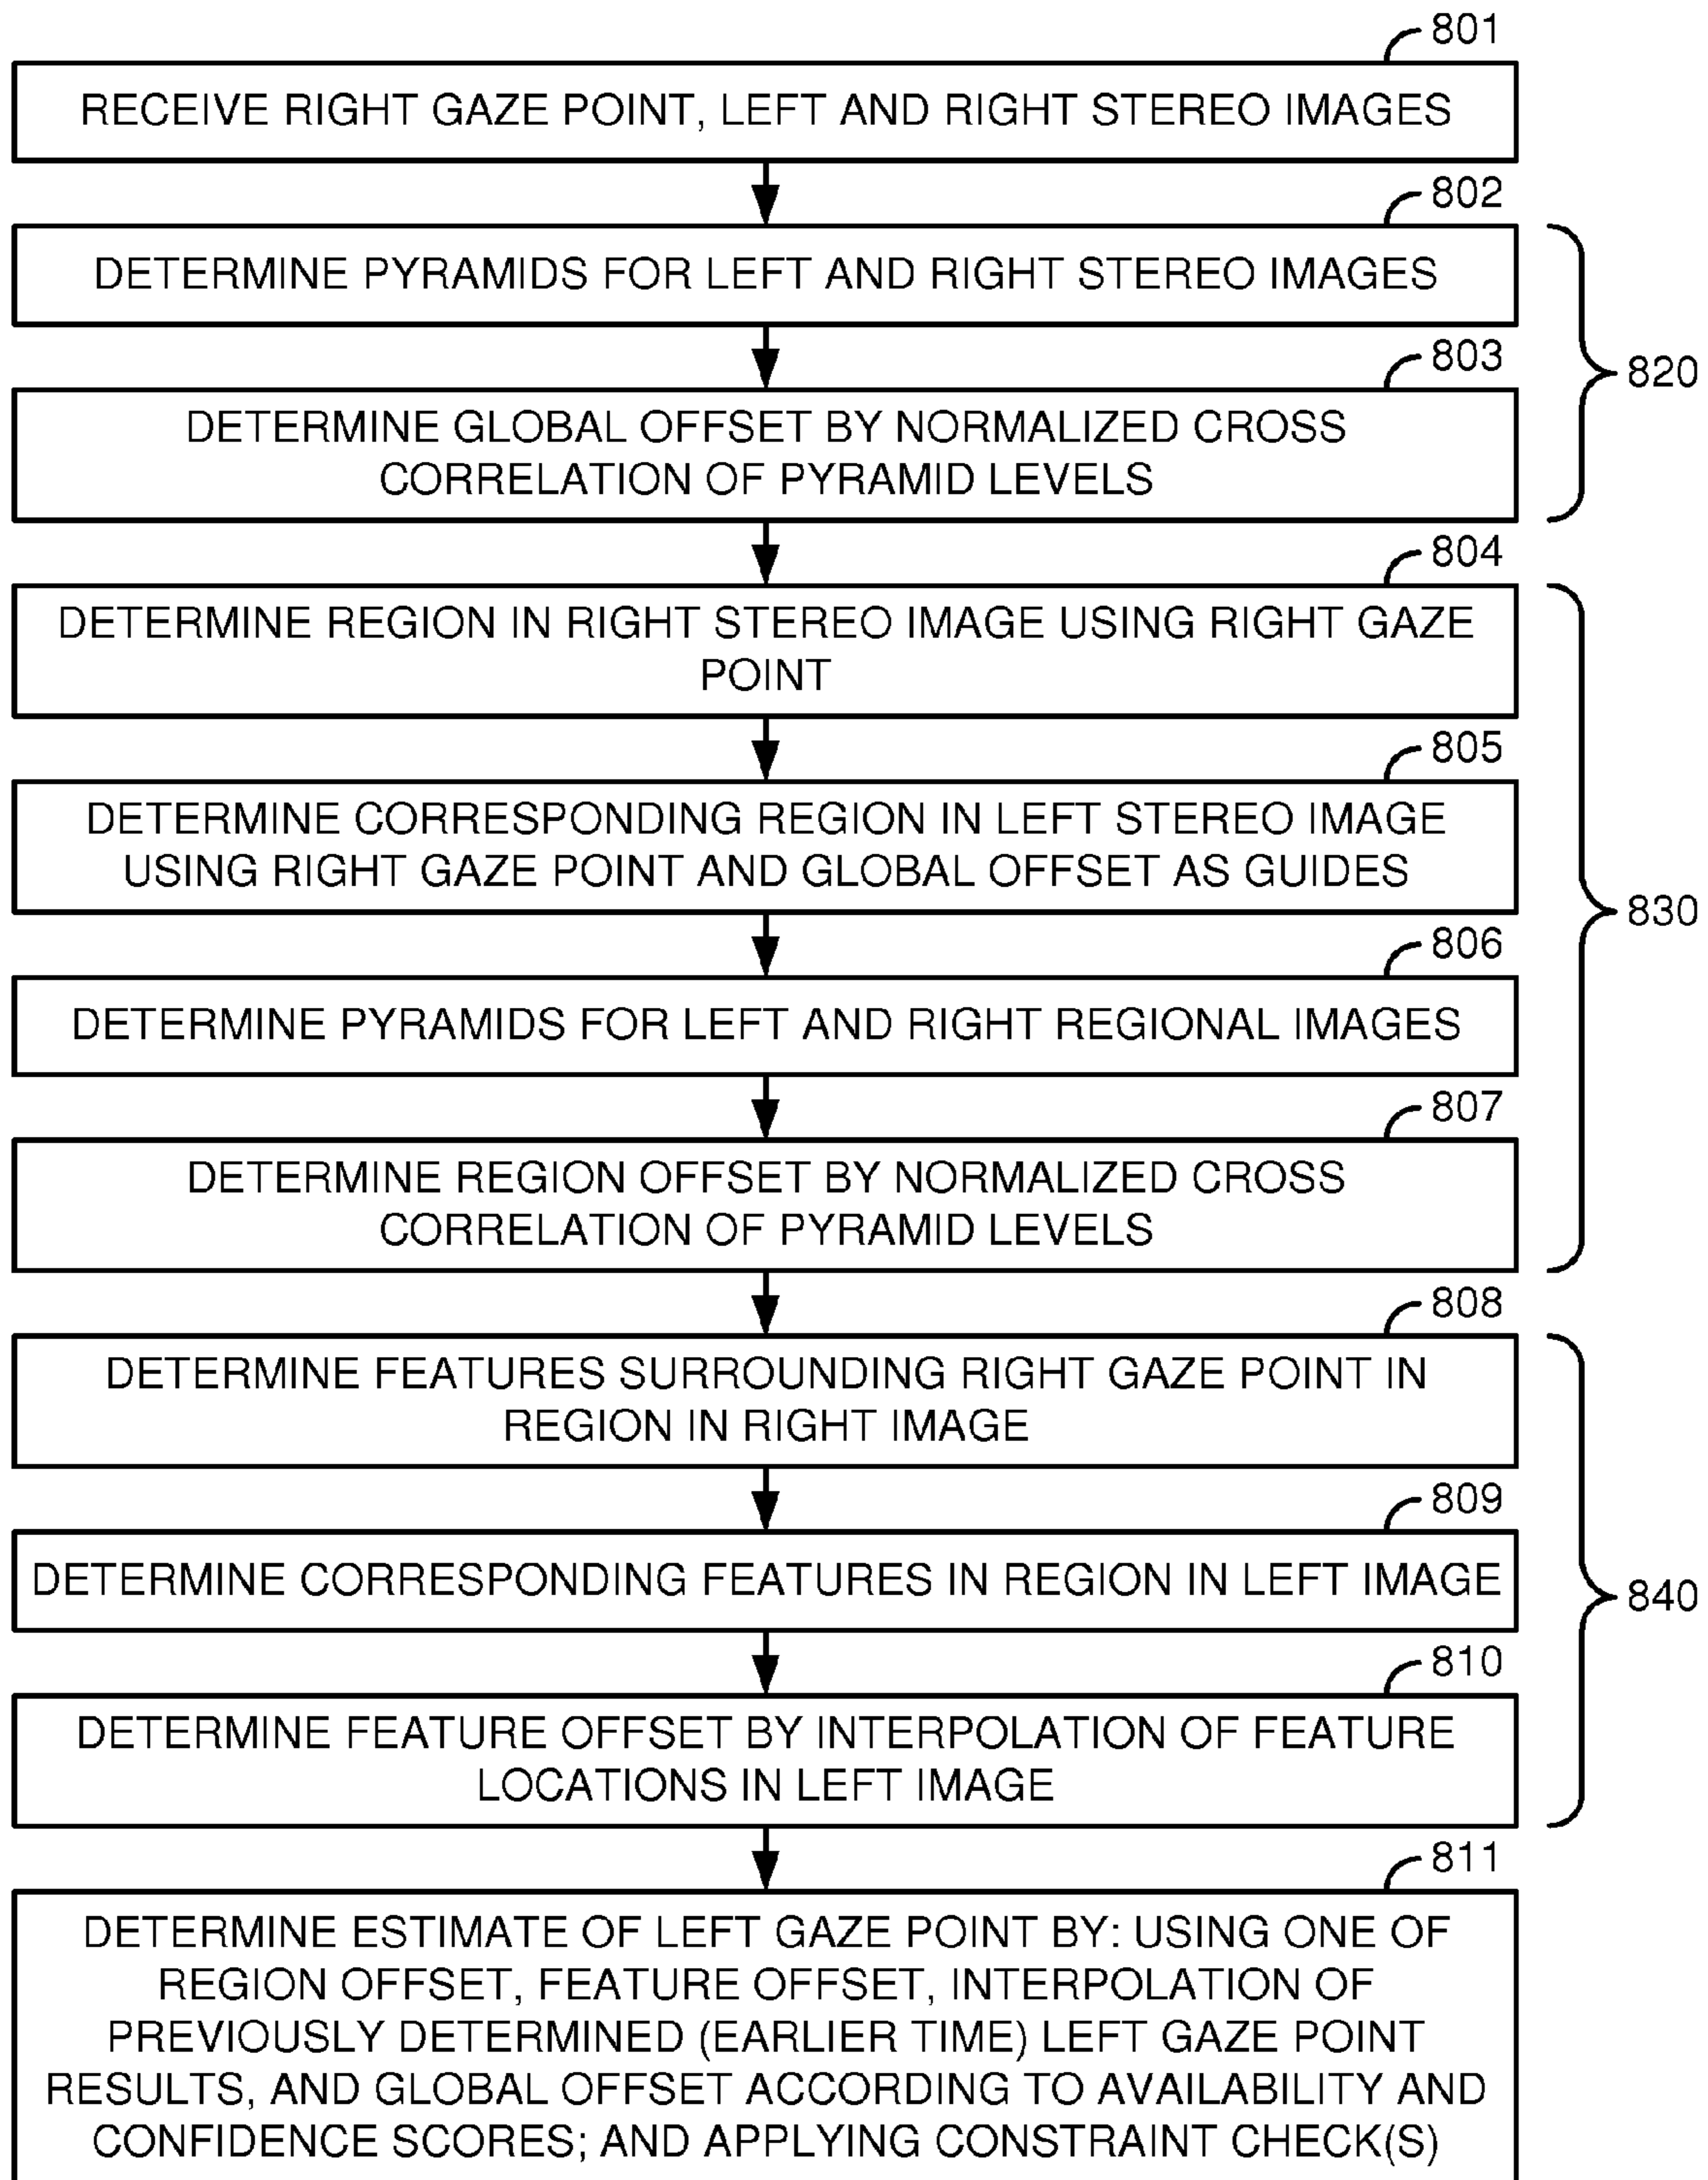 801
RECEIVE RIGHT GAZE POINT, LEFT AND RIGHT STEREO IMAGES
802
DETERMINE PYRAMIDS FOR LEFT AND RIGHT STEREO IMAGES
803
DETERMINE GLOBAL OFFSET BY NORMALIZED CROSS
CORRELATION OF PYRAMID LEVELS
820
804
DETERMINE REGION IN RIGHT STEREO IMAGE USING RIGHT GAZE
POINT
805
DETERMINE CORRESPONDING REGION IN LEFT STEREO IMAGE
USING RIGHT GAZE POINT AND GLOBAL OFFSET AS GUIDES
806
DETERMINE PYRAMIDS FOR LEFT AND RIGHT REGIONAL IMAGES
807
DETERMINE REGION OFFSET BY NORMALIZED CROSS
CORRELATION OF PYRAMID LEVELS
830
808
DETERMINE FEATURES SURROUNDING RIGHT GAZE POINT IN
REGION IN RIGHT IMAGE
809
DETERMINE CORRESPONDING FEATURES IN REGION IN LEFT IMAGE
810
DETERMINE FEATURE OFFSET BY INTERPOLATION OF FEATURE
LOCATIONS IN LEFT IMAGE
840
811
DETERMINE ESTIMATE OF LEFT GAZE POINT BY: USING ONE OF
REGION OFFSET, FEATURE OFFSET, INTERPOLATION OF
PREVIOUSLY DETERMINED (EARLIER TIME) LEFT GAZE POINT
RESULTS, AND GLOBAL OFFSET ACCORDING TO AVAILABILITY AND
CONFIDENCE SCORES; AND APPLYING CONSTRAINT CHECK(S)